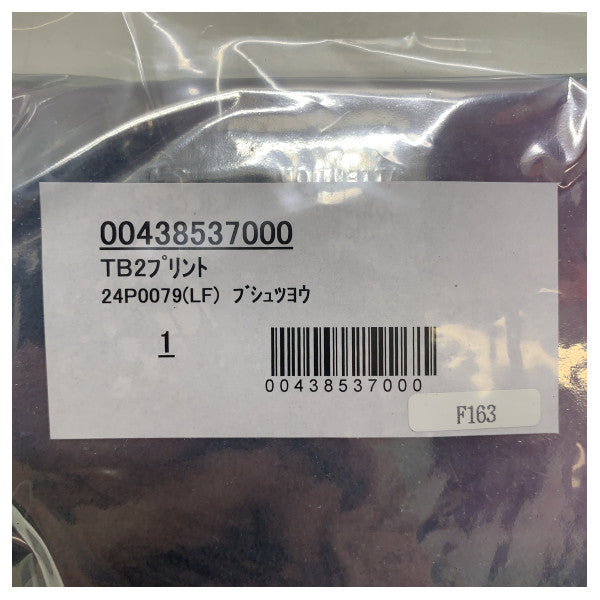 ATTENTION
00438537000
TB2ﾌﾟﾘﾝﾄ
24P0079(LF) ﾌﾞｼｭﾂﾖｳ
1
00438537000
F163